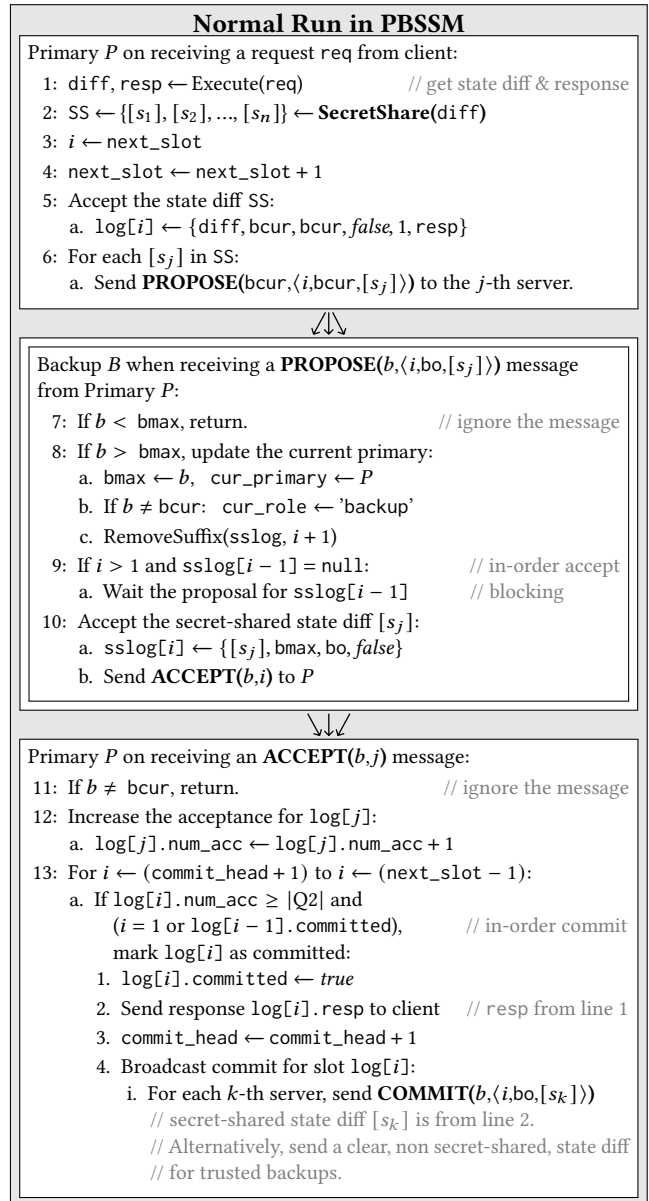 Normal Run in PBSSM
Primary P on receiving a request req from client:
1: diff, resp ← Execute(req) // get state diff & response
2: SS ← {[s₁], [s₂], ..., [sₙ]} ← SecretShare(diff)
3: i ← next_slot
4: next_slot ← next_slot + 1
5: Accept the state diff SS:
a. log[i] ← {diff, bcur, bcur, false, 1, resp}
6: For each [sⱼ] in SS:
a. Send PROPOSE(bcur,⟨i,bcur,[sⱼ]⟩) to the j-th server.
↙↓↘
Backup B when receiving a PROPOSE(b,⟨i,bo,[sⱼ]⟩) message
from Primary P:
7: If b < bmax, return. // ignore the message
8: If b > bmax, update the current primary:
a. bmax ← b, cur_primary ← P
b. If b ≠ bcur: cur_role ← 'backup'
c. RemoveSuffix(sslog, i + 1)
9: If i > 1 and sslog[i − 1] = null: // in-order accept
a. Wait the proposal for sslog[i − 1] // blocking
10: Accept the secret-shared state diff [sⱼ]:
a. sslog[i] ← {[sⱼ], bmax, bo, false}
b. Send ACCEPT(b,i) to P
↘↓↙
Primary P on receiving an ACCEPT(b,j) message:
11: If b ≠ bcur, return. // ignore the message
12: Increase the acceptance for log[j]:
a. log[j].num_acc ← log[j].num_acc + 1
13: For i ← (commit_head + 1) to i ← (next_slot − 1):
a. If log[i].num_acc ≥ |Q2| and
(i = 1 or log[i − 1].committed), // in-order commit
mark log[i] as committed:
1. log[i].committed ← true
2. Send response log[i].resp to client // resp from line 1
3. commit_head ← commit_head + 1
4. Broadcast commit for slot log[i]:
i. For each k-th server, send COMMIT(b,⟨i,bo,[sₖ]⟩)
// secret-shared state diff [sₖ] is from line 2.
// Alternatively, send a clear, non secret-shared, state diff
// for trusted backups.